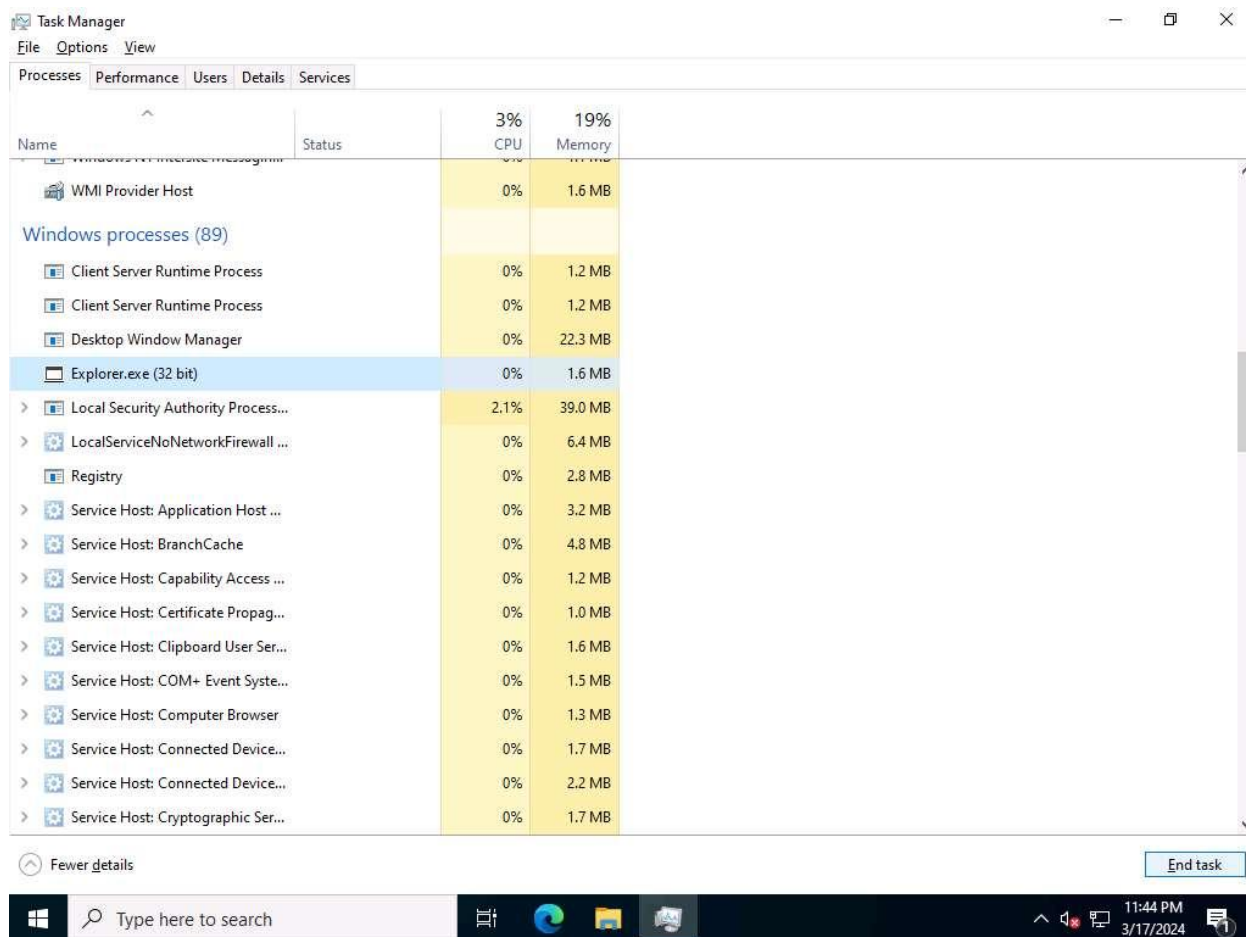 Task Manager
File Options View
Processes Performance Users Details Services
3% 19%
Name Status CPU Memory
WMI Provider Host 0% 1.6 MB
Windows processes (89)
Client Server Runtime Process 0% 1.2 MB
Client Server Runtime Process 0% 1.2 MB
Desktop Window Manager 0% 22.3 MB
Explorer.exe (32 bit) 0% 1.6 MB
Local Security Authority Process... 2.1% 39.0 MB
LocalServiceNoNetworkFirewall ... 0% 6.4 MB
Registry 0% 2.8 MB
Service Host: Application Host ... 0% 3.2 MB
Service Host: BranchCache 0% 4.8 MB
Service Host: Capability Access ... 0% 1.2 MB
Service Host: Certificate Propag... 0% 1.0 MB
Service Host: Clipboard User Ser... 0% 1.6 MB
Service Host: COM+ Event Syste... 0% 1.5 MB
Service Host: Computer Browser 0% 1.3 MB
Service Host: Connected Device... 0% 1.7 MB
Service Host: Connected Device... 0% 2.2 MB
Service Host: Cryptographic Ser... 0% 1.7 MB
Fewer details End task
Type here to search
11:44 PM
3/17/2024
1